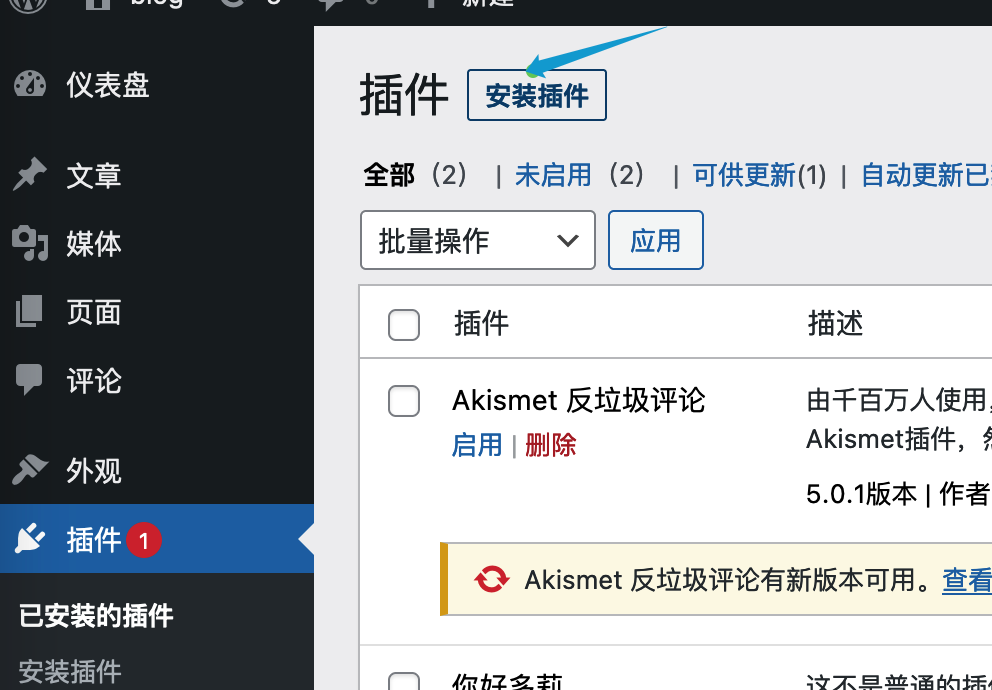 blog
新建
仪表盘
文章
媒体
页面
评论
外观
插件 1
已安装的插件
安装插件
插件 安装插件
全部 （2） | 未启用 （2） | 可供更新(1) | 自动更新已
批量操作 应用
插件 描述
Akismet 反垃圾评论
启用 | 删除
由千百万人使用，
Akismet插件，
5.0.1版本 | 作者
Akismet 反垃圾评论有新版本可用。查看
你好多莉
这不是普通的插件